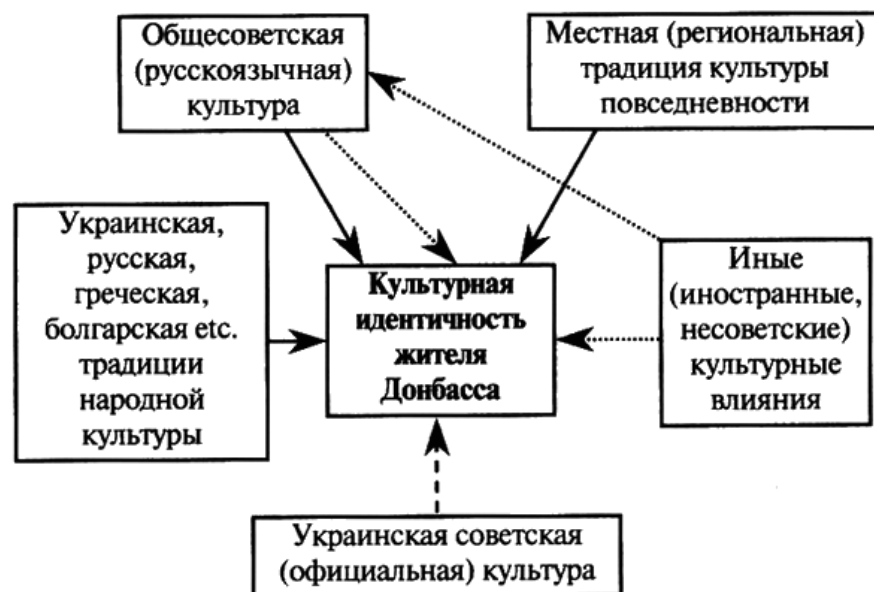 Общесоветская
(русскоязычная)
культура
Местная (региональная)
традиция культуры
повседневности
Украинская,
русская,
греческая,
болгарская etc.
традиции
народной
культуры
Культурная
идентичность
жителя
Донбасса
Иные
(иностранные,
несоветские)
культурные
влияния
Украинская советская
(официальная) культура